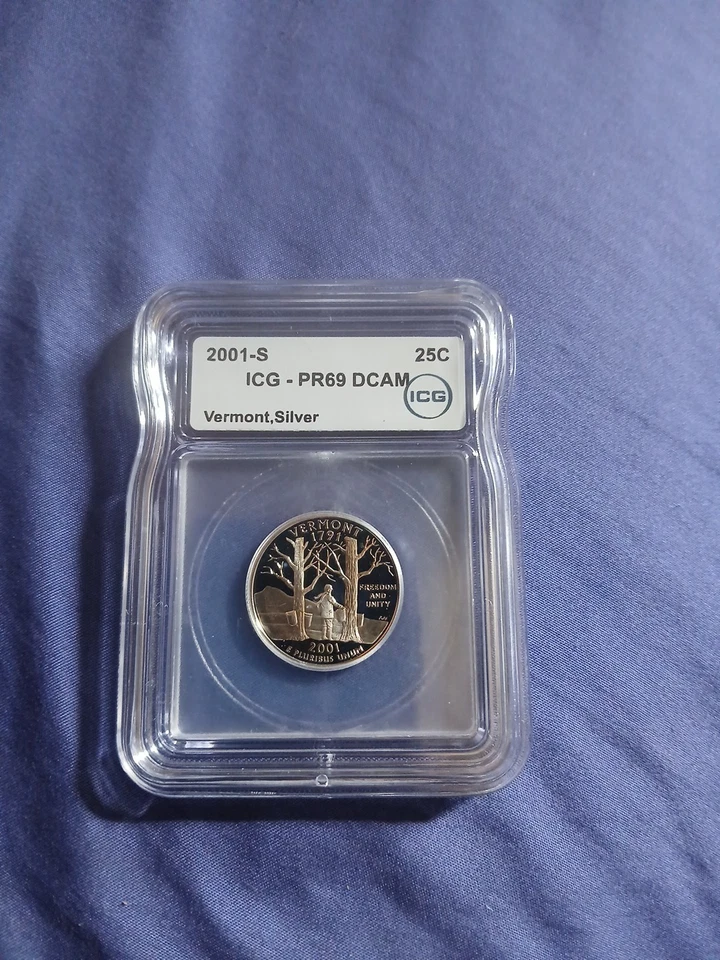 2001-S 25C
ICG - PR69 DCAM
ICG
Vermont,Silver
VERMONT
1791
FREEDOM
AND
UNITY
2001
E PLURIBUS UNUM